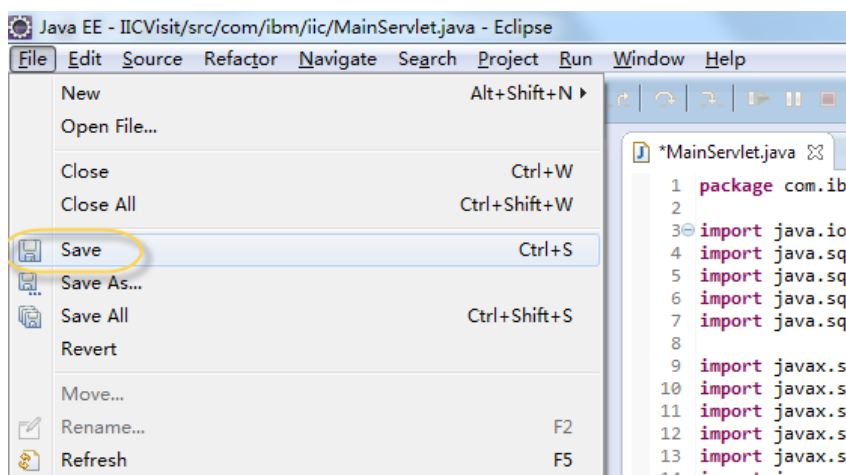 Java EE - IICVisit/src/com/ibm/iic/MainServlet.java - Eclipse
File Edit Source Refactor Navigate Search Project Run Window Help
New Alt+Shift+N
Open File...
Close Ctrl+W
Close All Ctrl+Shift+W
Save Ctrl+S
Save As...
Save All Ctrl+Shift+S
Revert
Move...
Rename... F2
Refresh F5
*MainServlet.java
1 package com.ib
2
3 import java.io
4 import java.sq
5 import java.sq
6 import java.sq
7 import java.sq
8
9 import javax.s
10 import javax.s
11 import javax.s
12 import javax.s
13 import javax.s